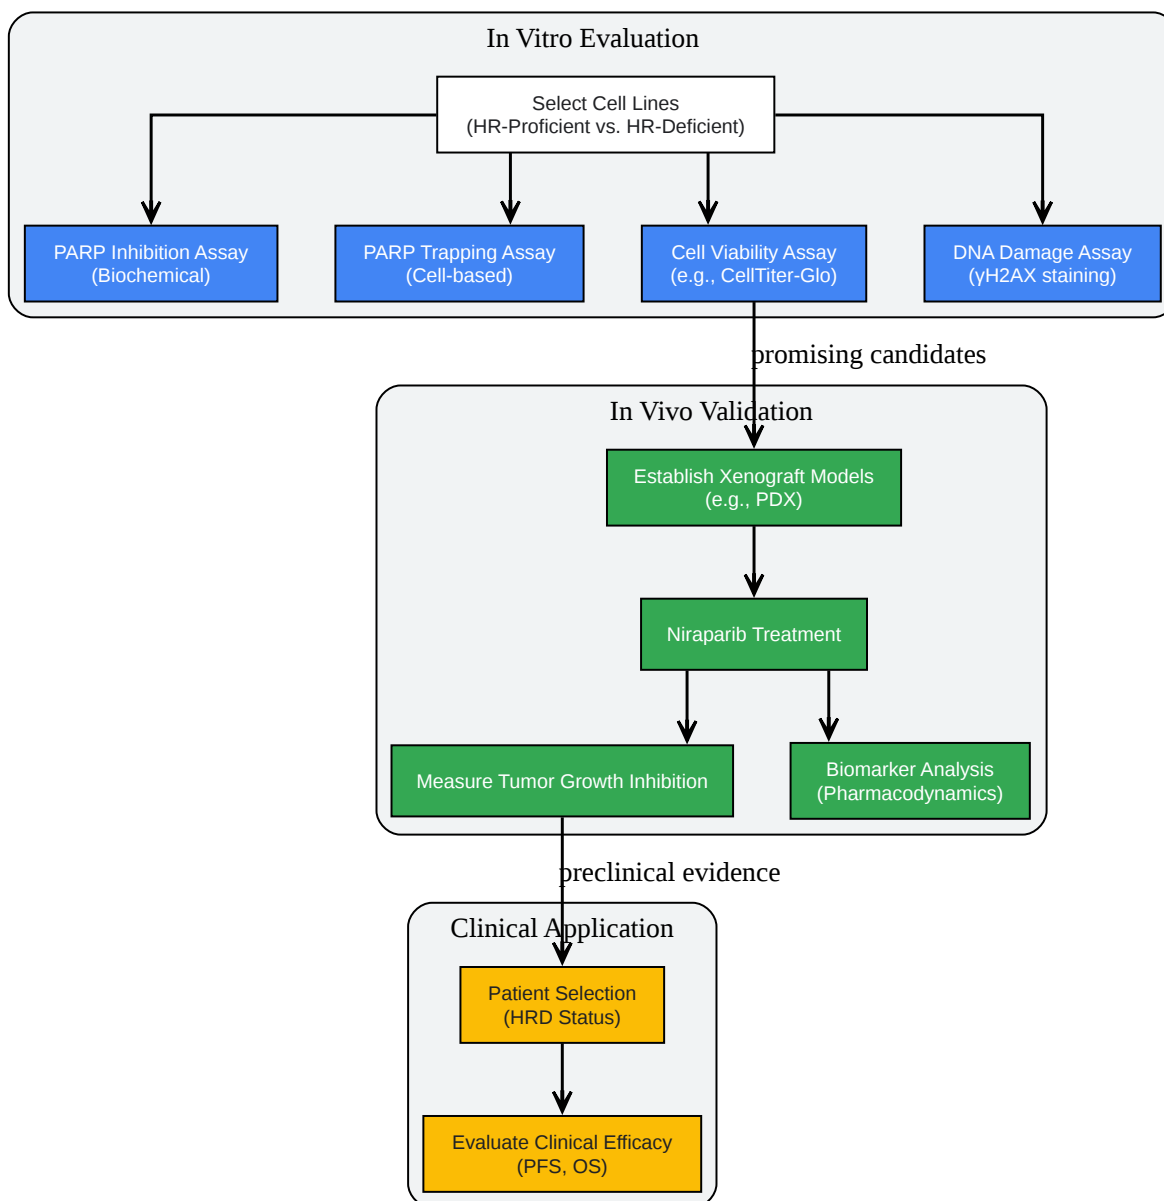 In Vitro Evaluation
Select Cell Lines
(HR-Proficient vs. HR-Deficient)
PARP Inhibition Assay
(Biochemical)
PARP Trapping Assay
(Cell-based)
Cell Viability Assay
(e.g., CellTiter-Glo)
DNA Damage Assay
(γH2AX staining)
promising candidates
In Vivo Validation
Establish Xenograft Models
(e.g., PDX)
Niraparib Treatment
Measure Tumor Growth Inhibition
Biomarker Analysis
(Pharmacodynamics)
preclinical evidence
Clinical Application
Patient Selection
(HRD Status)
Evaluate Clinical Efficacy
(PFS, OS)